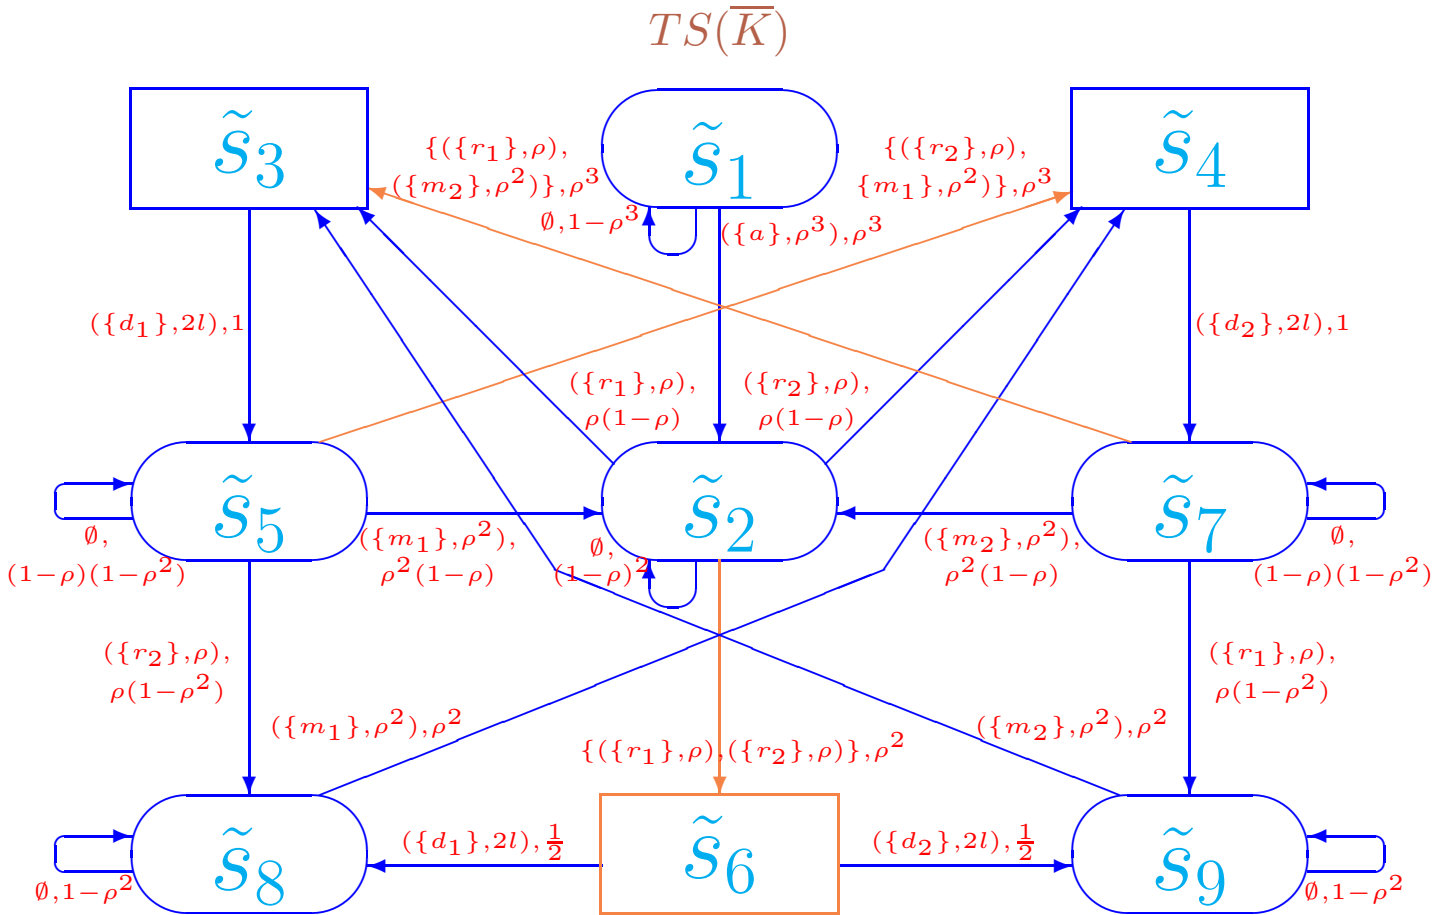 TS(K̅)
s̃₃
s̃₁
s̃₄
{({r₁},ρ),
({m₂},ρ²)},ρ³
{({r₂},ρ),
{m₁},ρ²)},ρ³
∅,1−ρ³
({a},ρ³),ρ³
({d₁},2l),1
({d₂},2l),1
({r₁},ρ),
ρ(1−ρ)
({r₂},ρ),
ρ(1−ρ)
s̃₅
s̃₂
s̃₇
∅,
(1−ρ)(1−ρ²)
({m₁},ρ²),
ρ²(1−ρ)
∅,
(1−ρ)²
({m₂},ρ²),
ρ²(1−ρ)
∅,
(1−ρ)(1−ρ²)
({r₂},ρ),
ρ(1−ρ²)
({r₁},ρ),
ρ(1−ρ²)
({m₁},ρ²),ρ²
({m₂},ρ²),ρ²
{({r₁},ρ),({r₂},ρ)},ρ²
({d₁},2l),½
({d₂},2l),½
s̃₈
s̃₆
s̃₉
∅,1−ρ²
∅,1−ρ²